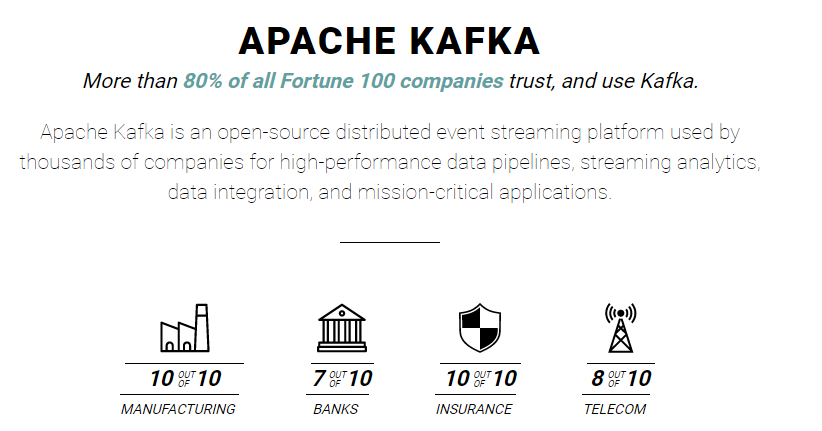 APACHE KAFKA
More than 80% of all Fortune 100 companies trust, and use Kafka.
Apache Kafka is an open-source distributed event streaming platform used by
thousands of companies for high-performance data pipelines, streaming analytics,
data integration, and mission-critical applications.
10 OUT OF 10
MANUFACTURING
7 OUT OF 10
BANKS
10 OUT OF 10
INSURANCE
8 OUT OF 10
TELECOM